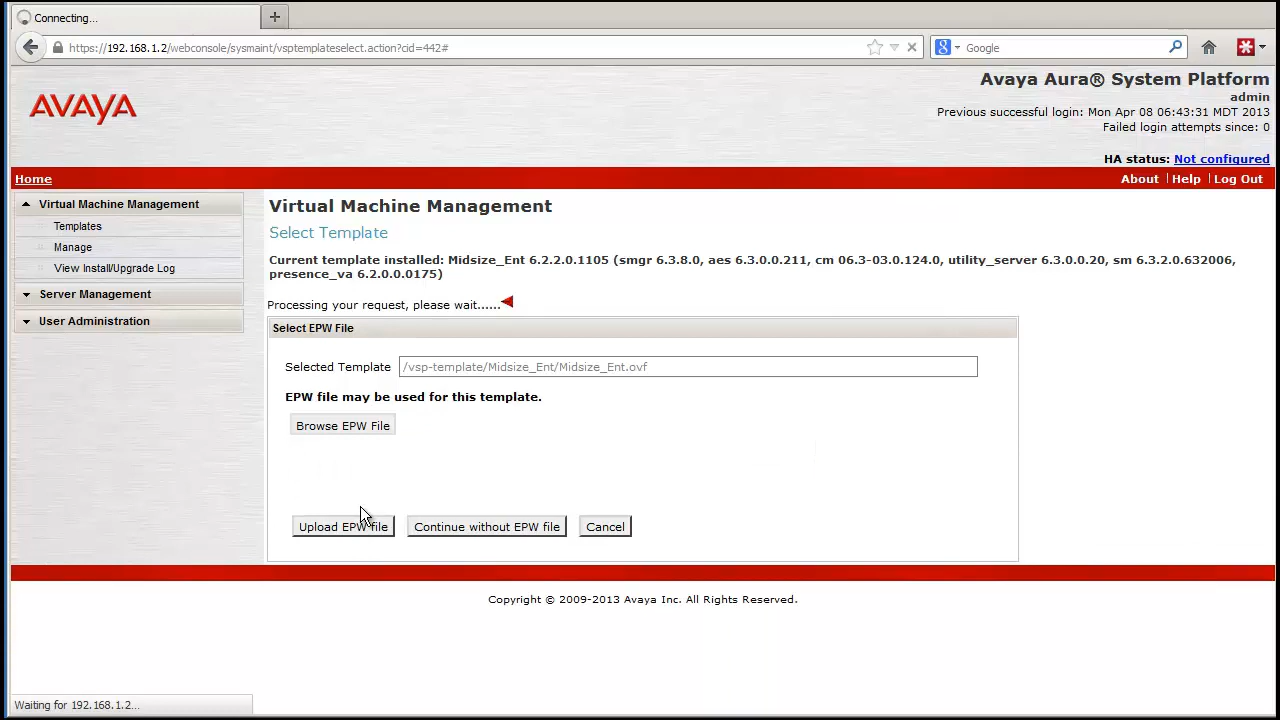 Connecting...
https://192.168.1.2/webconsole/sysmaint/vsptemplateselect.action?cid=442#
Google
AVAYA
Avaya Aura® System Platform
admin
Previous successful login: Mon Apr 08 06:43:31 MDT 2013
Failed login attempts since: 0
HA status: Not configured
Home
About Help Log Out
Virtual Machine Management
Templates
Manage
View Install/Upgrade Log
Server Management
User Administration
Virtual Machine Management
Select Template
Current template installed: Midsize_Ent 6.2.2.0.1105 (smgr 6.3.8.0, aes 6.3.0.0.211, cm 06.3-03.0.124.0, utility_server 6.3.0.0.20, sm 6.3.2.0.632006,
presence_va 6.2.0.0.0175)
Processing your request, please wait......
Select EPW File
Selected Template /vsp-template/Midsize_Ent/Midsize_Ent.ovf
EPW file may be used for this template.
Browse EPW File
Upload EPW file Continue without EPW file Cancel
Copyright © 2009-2013 Avaya Inc. All Rights Reserved.
Waiting for 192.168.1.2...